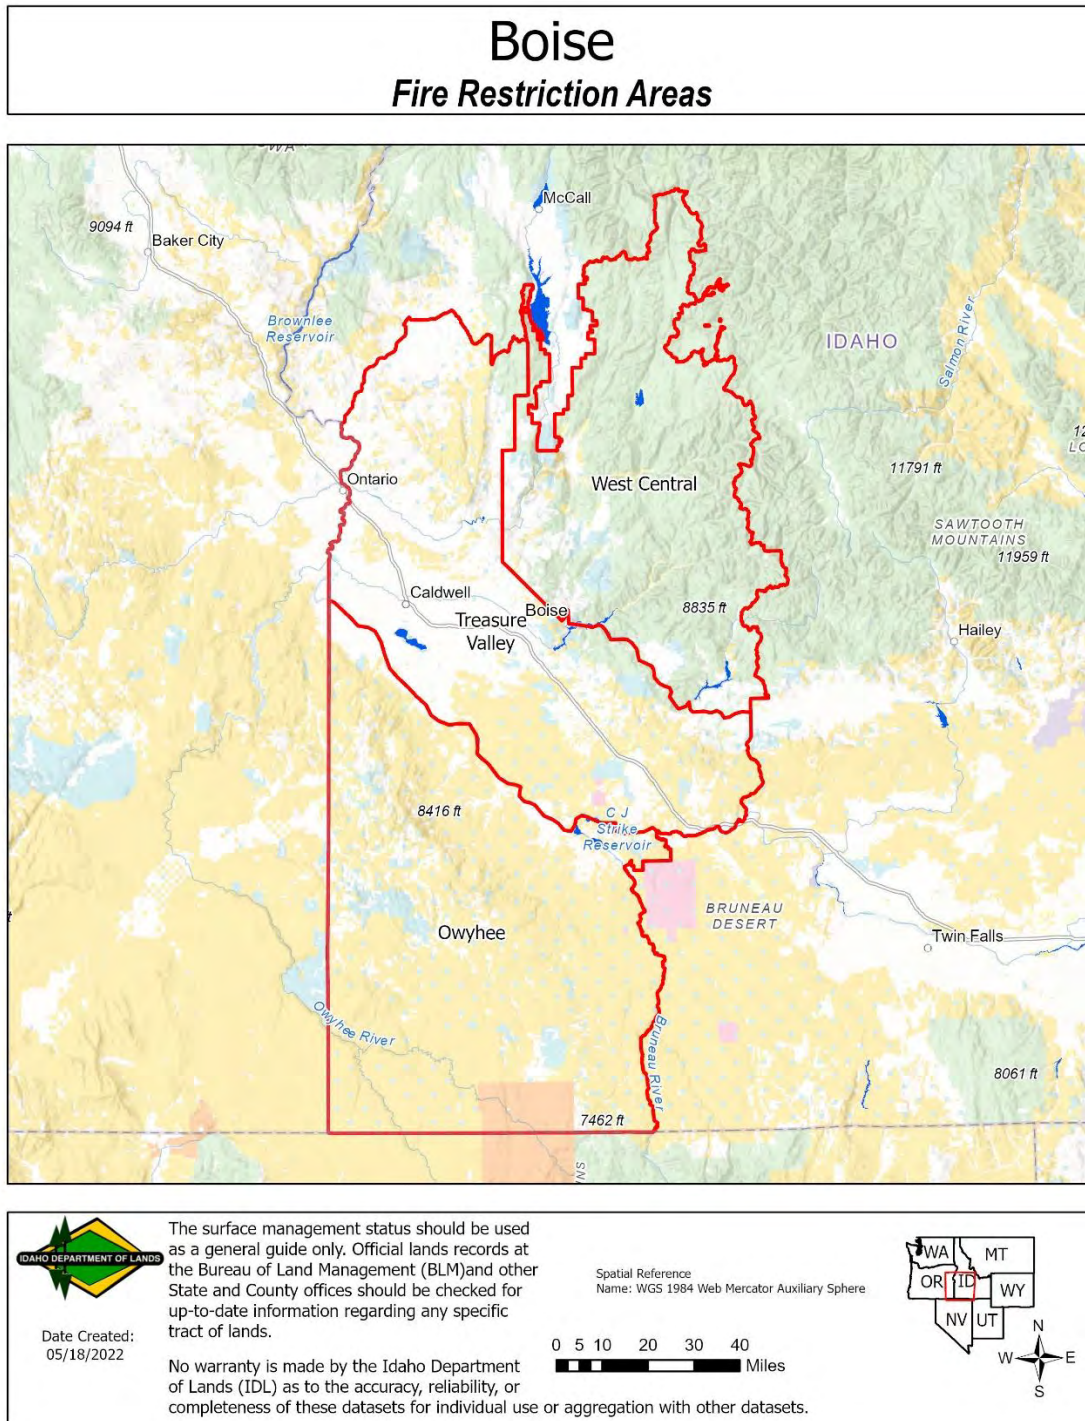 Boise
Fire Restriction Areas
McCall
9094 ft
Baker City
Brownlee
Reservoir
IDAHO
Salmon River
Ontario
West Central
11791 ft
SAWTOOTH
MOUNTAINS
11959 ft
Caldwell
Boise
8835 ft
Treasure
Valley
Hailey
8416 ft
C J
Strike
Reservoir
BRUNEAU
DESERT
Owyhee
Twin Falls
Owyhee River
Bruneau River
8061 ft
7462 ft
IDAHO DEPARTMENT OF LANDS
Date Created:
05/18/2022
The surface management status should be used
as a general guide only. Official lands records at
the Bureau of Land Management (BLM)and other
State and County offices should be checked for
up-to-date information regarding any specific
tract of lands.
No warranty is made by the Idaho Department
of Lands (IDL) as to the accuracy, reliability, or
completeness of these datasets for individual use or aggregation with other datasets.
Spatial Reference
Name: WGS 1984 Web Mercator Auxiliary Sphere
0 5 10 20 30 40
Miles
WA
MT
OR
ID
WY
NV
UT
N
W
E
S